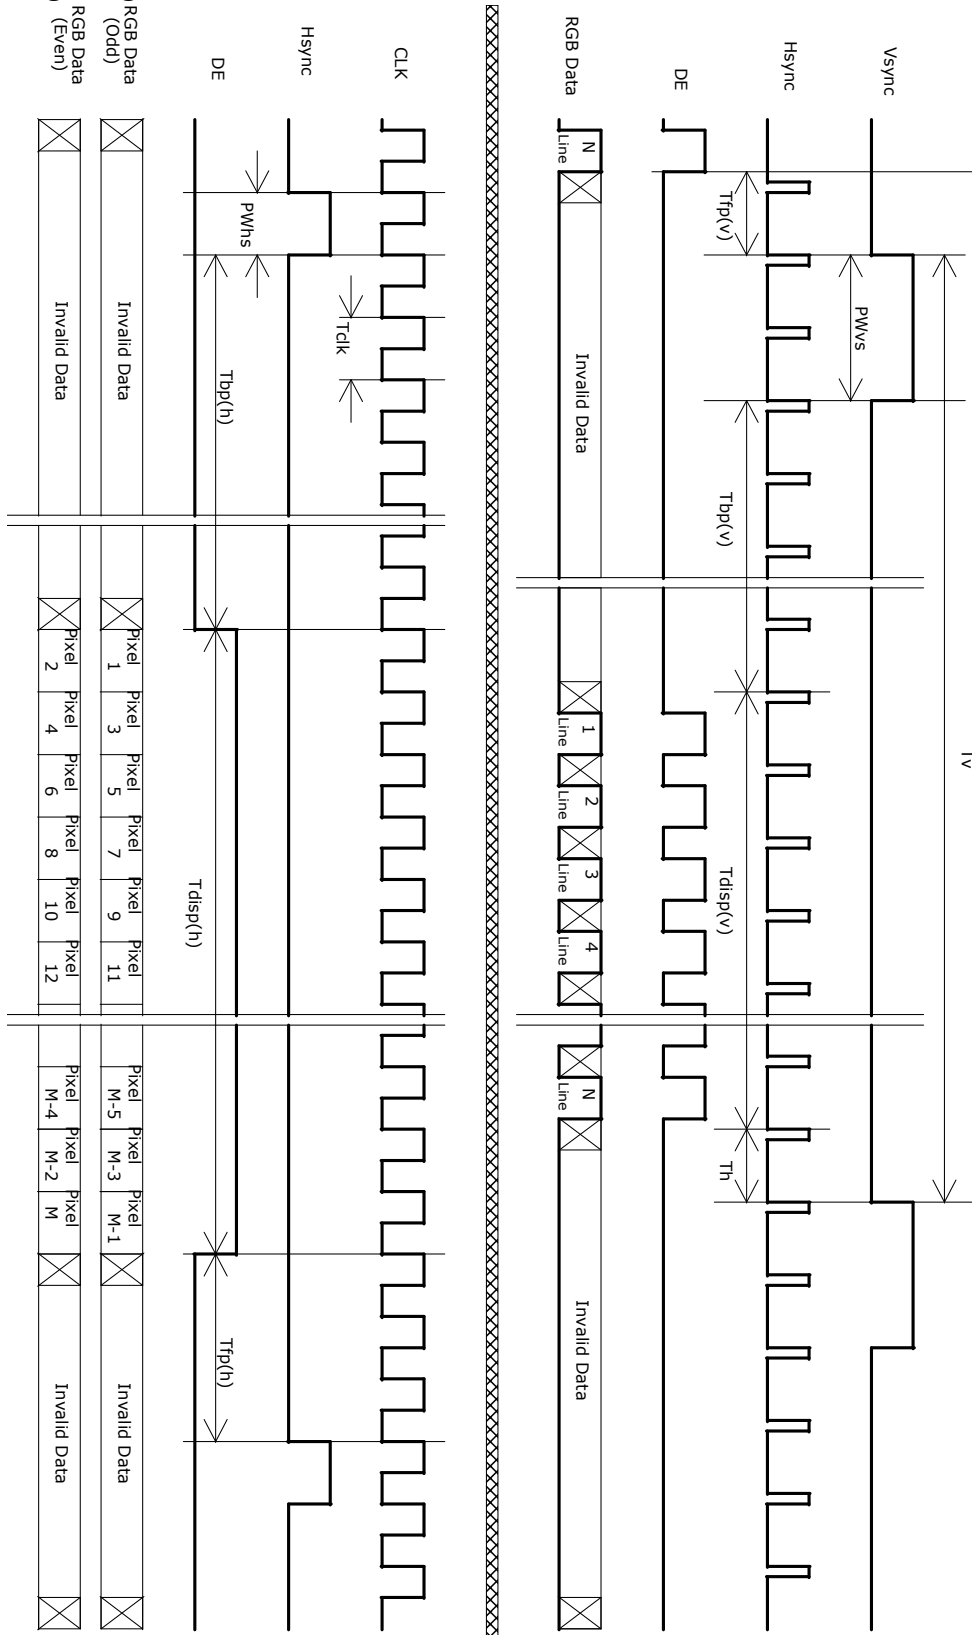 Vsync
Tv
PWvs
Hsync
Tfp(v)
Tbp(v)
Tdisp(v)
Th
DE
RGB Data
N
Line
Invalid Data
1
Line
2
Line
3
Line
4
Line
N
Line
Invalid Data
CLK
Tclk
Hsync
PWhs
Tbp(h)
Tdisp(h)
Tfp(h)
DE
RGB Data
(Odd)
Invalid Data
Pixel
1
Pixel
3
Pixel
5
Pixel
7
Pixel
9
Pixel
11
Pixel
M-5
Pixel
M-3
Pixel
M-1
Invalid Data
RGB Data
(Even)
Invalid Data
Pixel
2
Pixel
4
Pixel
6
Pixel
8
Pixel
10
Pixel
12
Pixel
M-4
Pixel
M-2
Pixel
M
Invalid Data